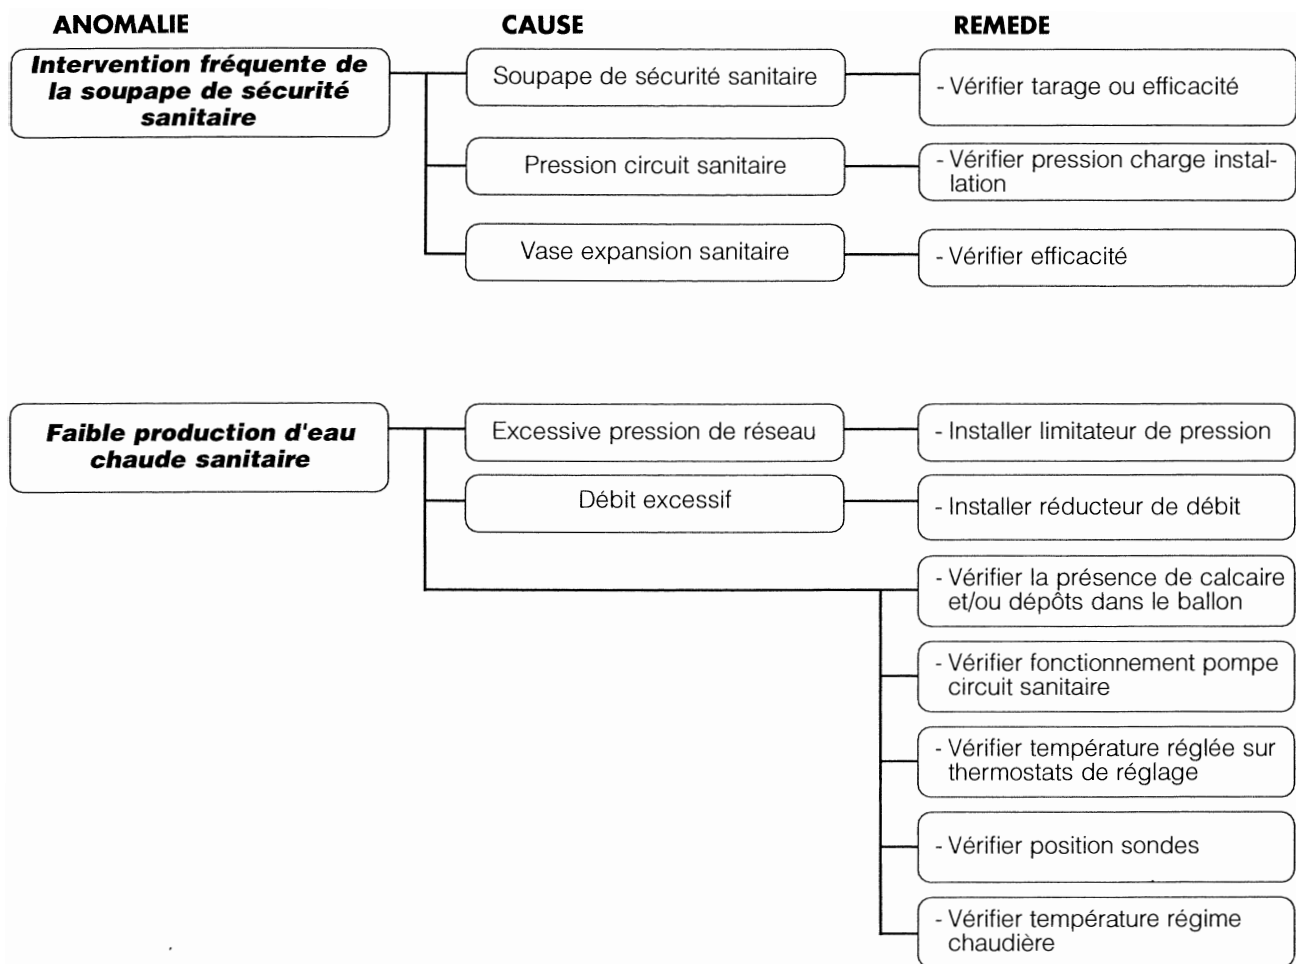 ANOMALIE
CAUSE
REMEDE
Intervention fréquente de
la soupape de sécurité
sanitaire
Soupape de sécurité sanitaire
- Vérifier tarage ou efficacité
Pression circuit sanitaire
- Vérifier pression charge instal-
lation
Vase expansion sanitaire
- Vérifier efficacité
Faible production d'eau
chaude sanitaire
Excessive pression de réseau
- Installer limitateur de pression
Débit excessif
- Installer réducteur de débit
- Vérifier la présence de calcaire
et/ou dépôts dans le ballon
- Vérifier fonctionnement pompe
circuit sanitaire
- Vérifier température réglée sur
thermostats de réglage
- Vérifier position sondes
- Vérifier température régime
chaudière